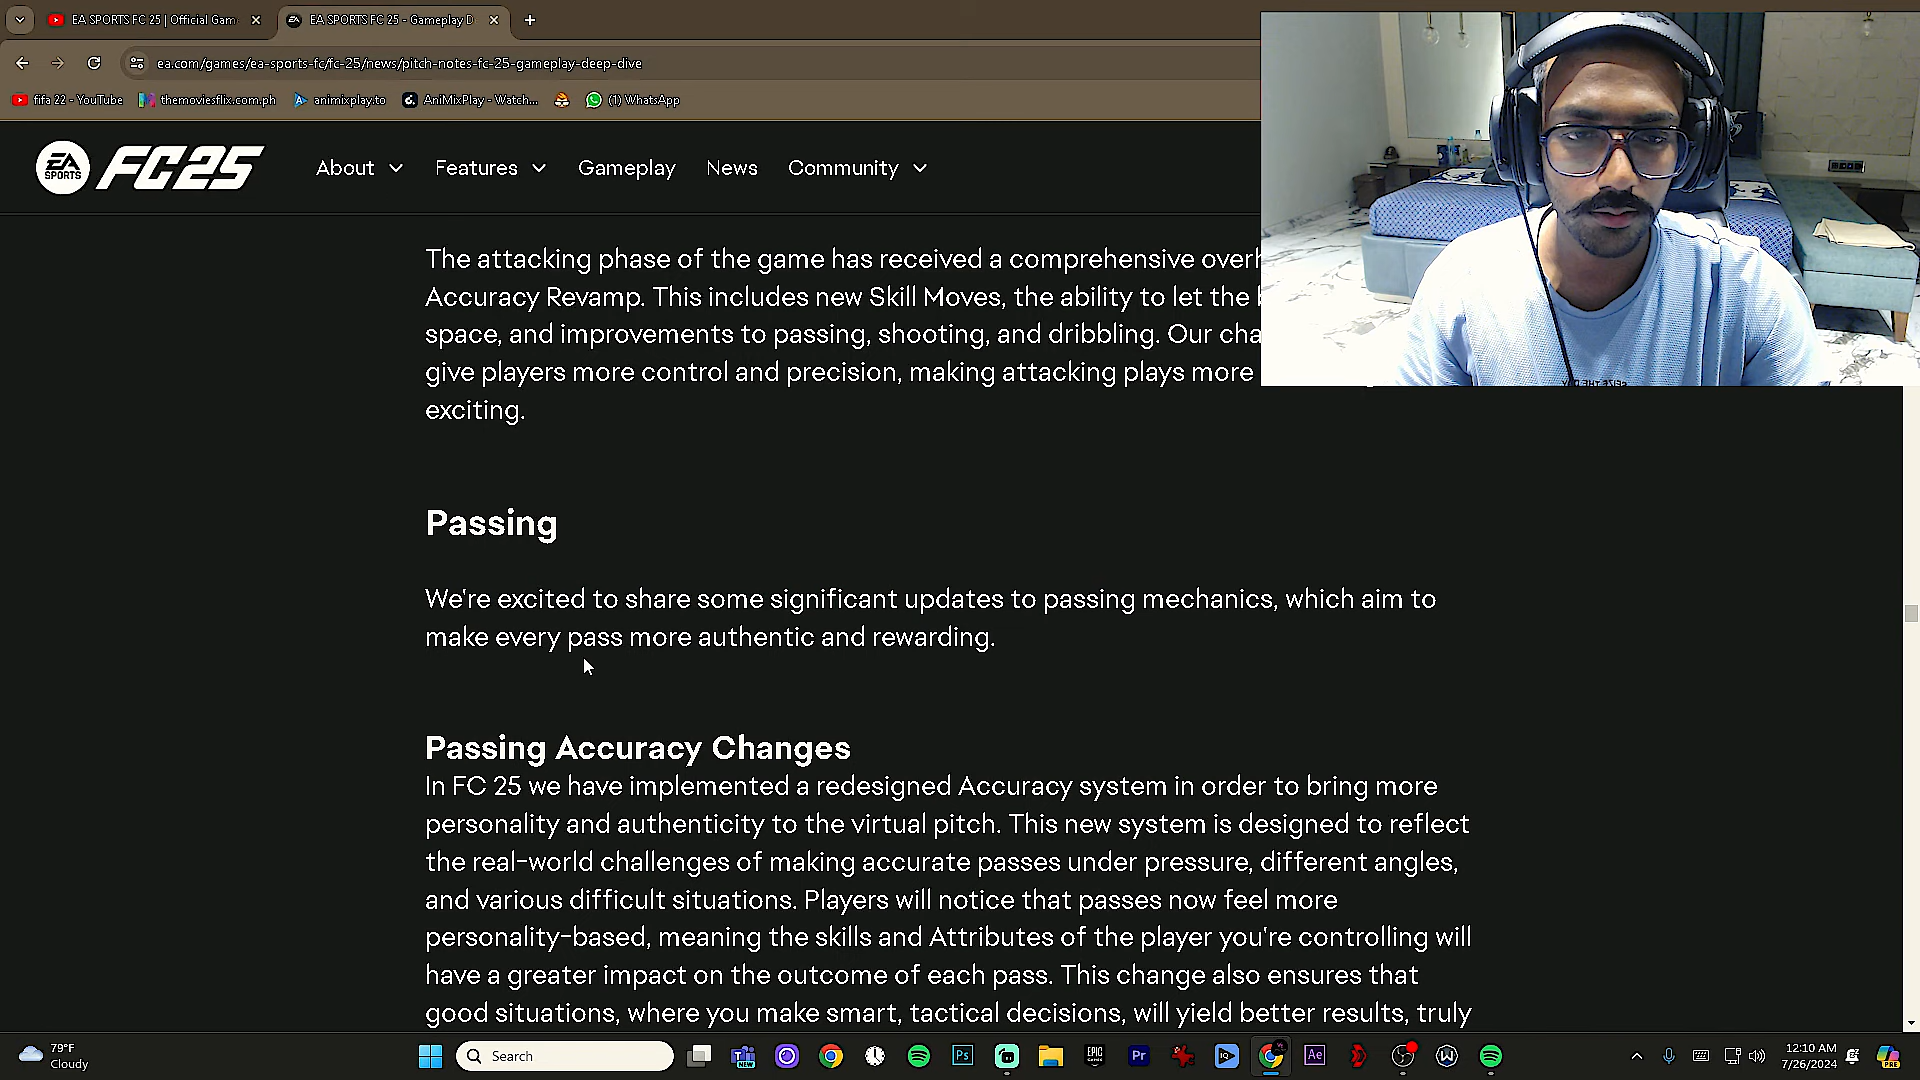 EA SPORTS FC 25 | Official Gam
EA SPORTS FC 25 - Gameplay D
ea.com/games/ea-sports-fc/fc-25/news/pitch-notes-fc-25-gameplay-deep-dive
fifa 22 - YouTube
themoviesflix.com.ph
animixplay.to
AniMixPlay - Watch...
(1) WhatsApp
EA SPORTS FC25
About
Features
Gameplay
News
Community
The attacking phase of the game has received a comprehensive overh
Accuracy Revamp. This includes new Skill Moves, the ability to let the
space, and improvements to passing, shooting, and dribbling. Our cha
give players more control and precision, making attacking plays more
exciting.
Passing
We're excited to share some significant updates to passing mechanics, which aim to
make every pass more authentic and rewarding.
Passing Accuracy Changes
In FC 25 we have implemented a redesigned Accuracy system in order to bring more
personality and authenticity to the virtual pitch. This new system is designed to reflect
the real-world challenges of making accurate passes under pressure, different angles,
and various difficult situations. Players will notice that passes now feel more
personality-based, meaning the skills and Attributes of the player you're controlling will
have a greater impact on the outcome of each pass. This change also ensures that
good situations, where you make smart, tactical decisions, will yield better results, truly
79°F
Cloudy
Search
NEW
Ps
EPIC GAMES
Pr
IQ
Ae
W
12:10 AM
7/26/2024
PRE